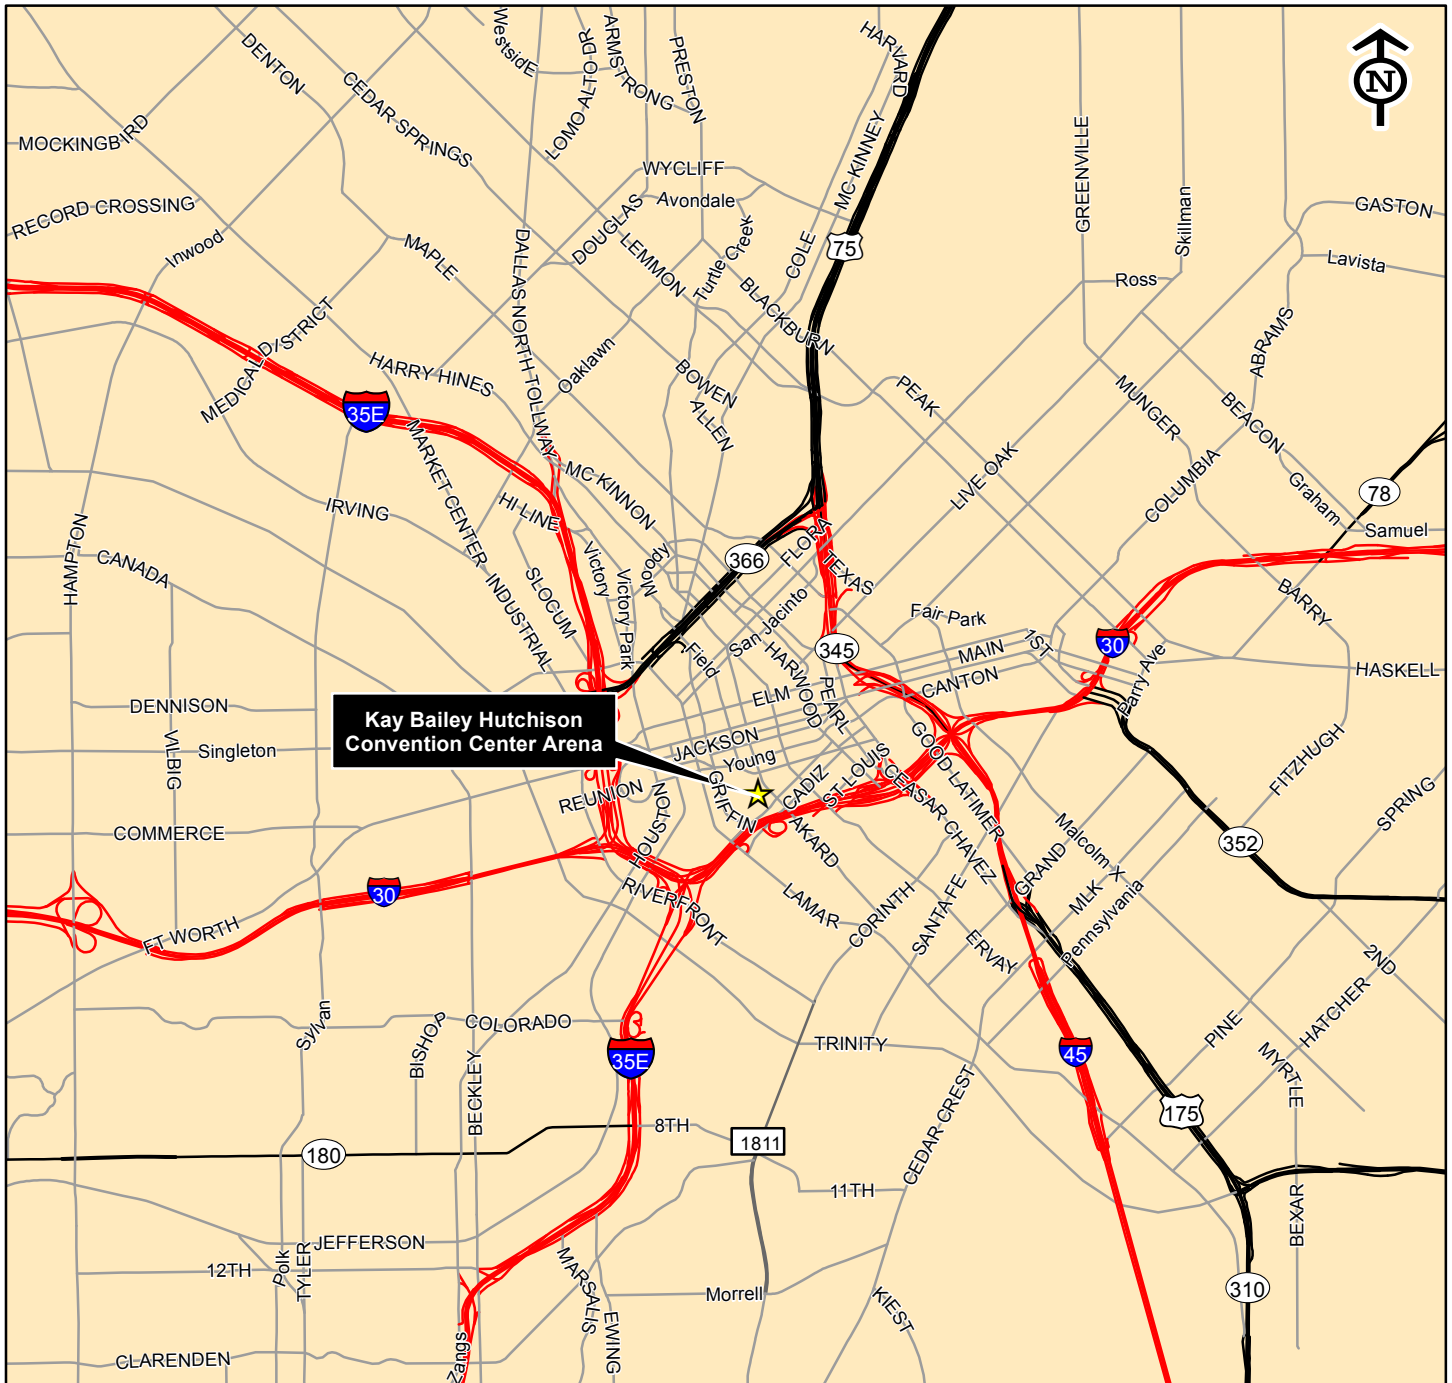 WestsidE
LOMO ALTO DR
ARMSTRONG
PRESTON
HARVARD
N
DENTON
CEDAR SPRINGS
MOCKINGBIRD
WYCLIFF
Avondale
MC KINNEY
GREENVILLE
Skillman
GASTON
RECORD CROSSING
Inwood
MAPLE
DALLAS NORTH TOLLWAY
DOUGLAS
LEMMON
Turtle Creek
COLE
75
Lavista
Ross
BLACKBURN
MEDICAL DISTRICT
HARRY HINES
Oaklawn
BOWEN
ALLEN
PEAK
MUNGER
BEACON
ABRAMS
35E
MARKET CENTER
MC KINNON
LIVE OAK
COLUMBIA
Graham
78
Samuel
IRVING
HI LINE
HAMPTON
CANADA
SLOCUM
INDUSTRIAL
Victory
Victory Park
Moody
366
FLORA
TEXAS
San Jacinto
Fair Park
BARRY
Field
HARWOOD
345
MAIN
1ST
30
HASKELL
Parry Ave
PEARL
ELM
CANTON
DENNISON
VILBIG
Singleton
Kay Bailey Hutchison
Convention Center Arena
JACKSON
Young
GOOD LATIMER
FITZHUGH
SPRING
REUNION
HOUSTON
GRIFFIN
CADIZ
ST LOUIS
CEASAR CHAVEZ
COMMERCE
AKARD
Malcolm X
352
30
RIVERFRONT
LAMAR
CORINTH
SANTA FE
GRAND
MLK
Pennsylvania
FT WORTH
ERVAY
2ND
HATCHER
Sylvan
BISHOP
COLORADO
TRINITY
PINE
MYRTLE
35E
45
BECKLEY
CEDAR CREST
175
8TH
1811
180
11TH
BEXAR
JEFFERSON
12TH
Polk
TYLER
MARSALIS
EWING
Morrell
KIEST
310
CLARENDEN
Zangs